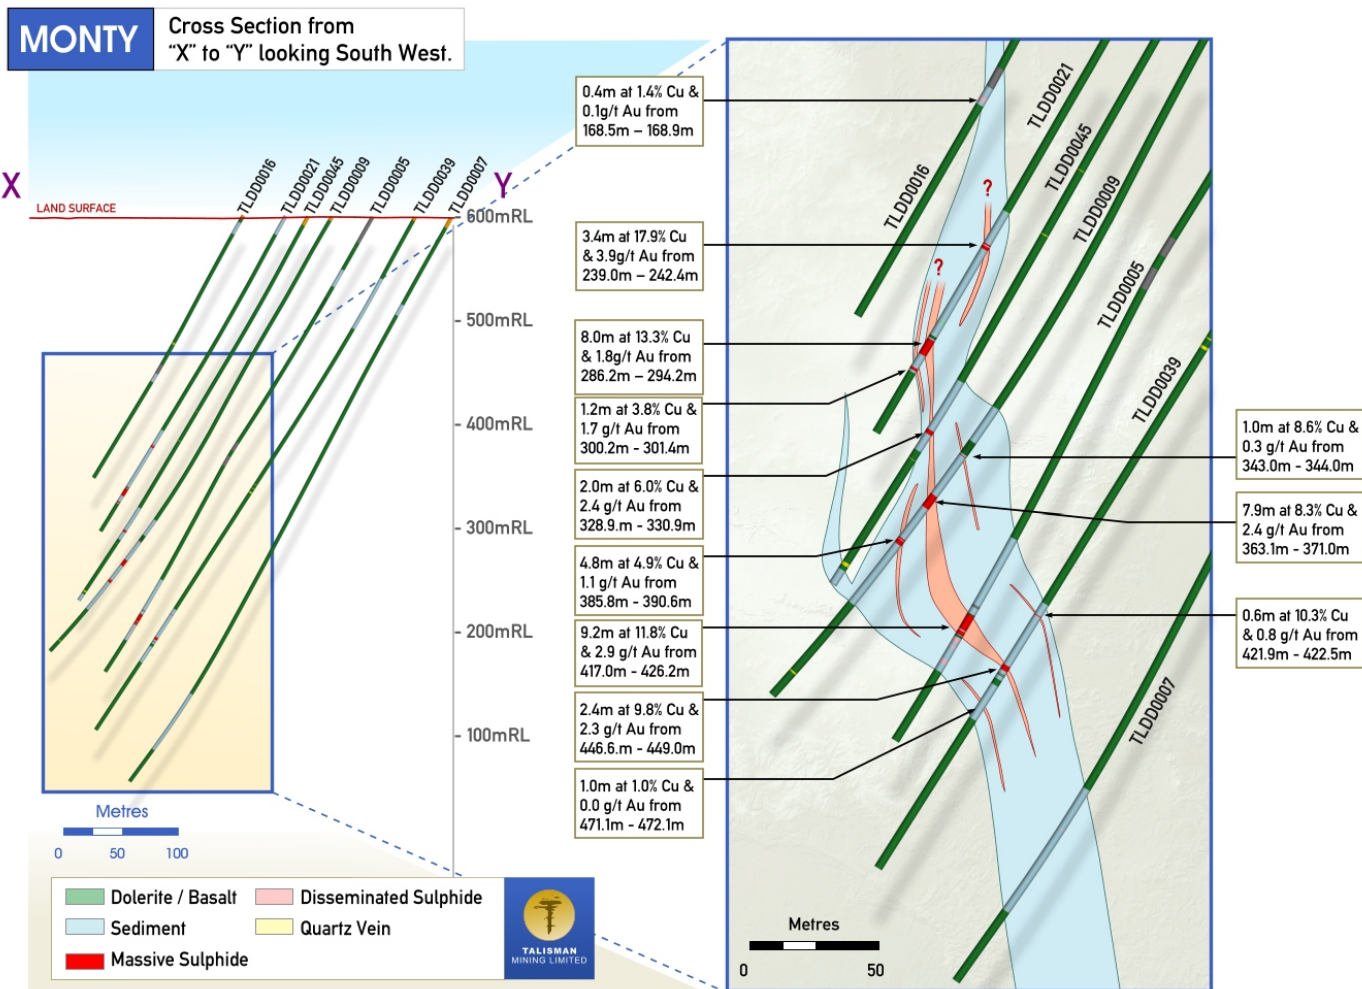 MONTY
Cross Section from
“X” to “Y” looking South West.
X
Y
LAND SURFACE
TLDD0016
TLDD0021
TLDD0045
TLDD0009
TLDD0005
TLDD0039
TLDD0007
600mRL
500mRL
400mRL
300mRL
200mRL
100mRL
Metres
0 50 100
Dolerite / Basalt
Sediment
Massive Sulphide
Disseminated Sulphide
Quartz Vein
TALISMAN
MINING LIMITED
0.4m at 1.4% Cu &
0.1g/t Au from
168.5m – 168.9m
3.4m at 17.9% Cu
& 3.9g/t Au from
239.0m – 242.4m
8.0m at 13.3% Cu
& 1.8g/t Au from
286.2m – 294.2m
1.2m at 3.8% Cu &
1.7 g/t Au from
300.2m - 301.4m
2.0m at 6.0% Cu &
2.4 g/t Au from
328.9m - 330.9m
4.8m at 4.9% Cu &
1.1 g/t Au from
385.8m - 390.6m
9.2m at 11.8% Cu
& 2.9 g/t Au from
417.0m - 426.2m
2.4m at 9.8% Cu &
2.3 g/t Au from
446.6.m - 449.0m
1.0m at 1.0% Cu &
0.0 g/t Au from
471.1m - 472.1m
TLDD0016
TLDD0021
TLDD0045
TLDD0009
TLDD0005
TLDD0039
TLDD0007
?
?
Metres
0 50
1.0m at 8.6% Cu &
0.3 g/t Au from
343.0m - 344.0m
7.9m at 8.3% Cu &
2.4 g/t Au from
363.1m - 371.0m
0.6m at 10.3% Cu
& 0.8 g/t Au from
421.9m - 422.5m